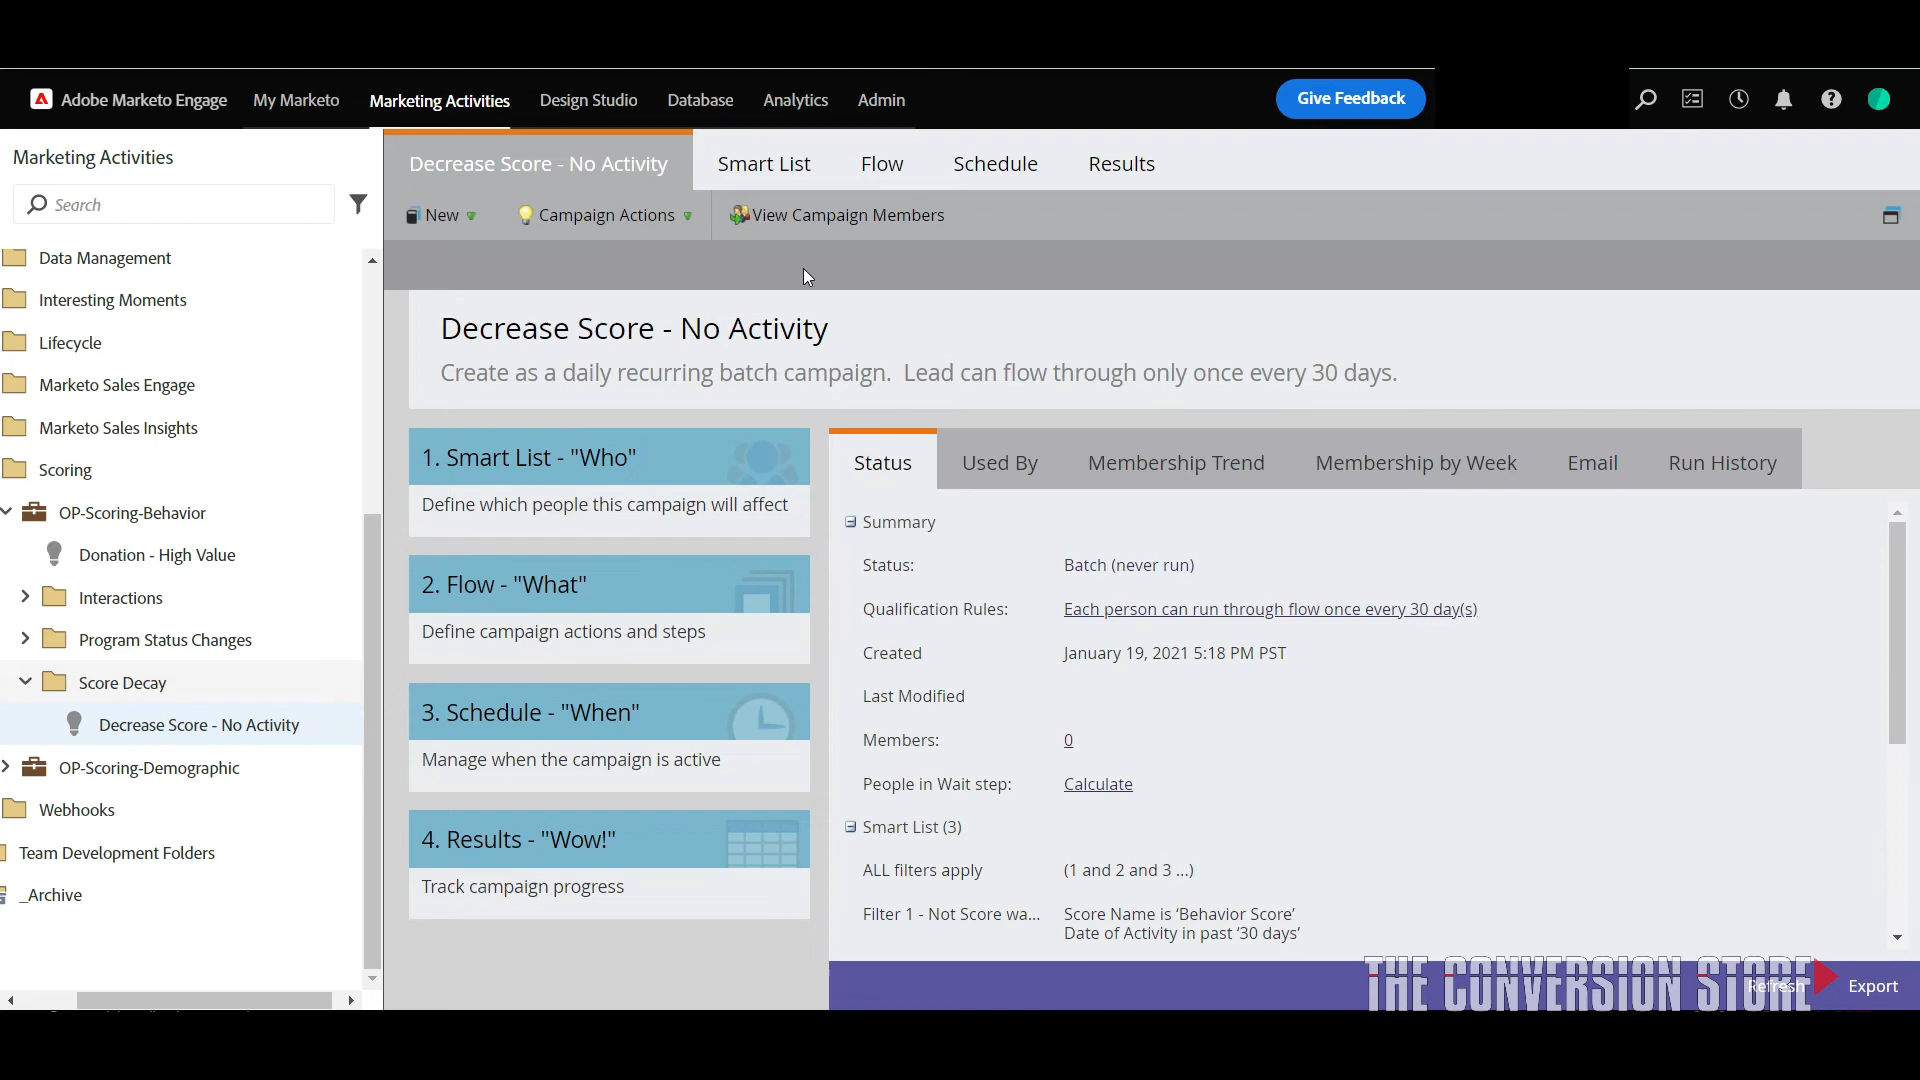 Adobe Marketo Engage
My Marketo
Marketing Activities
Design Studio
Database
Analytics
Admin
Give Feedback
Marketing Activities
Search
Data Management
Interesting Moments
Lifecycle
Marketo Sales Engage
Marketo Sales Insights
Scoring
OP-Scoring-Behavior
Donation - High Value
Interactions
Program Status Changes
Score Decay
Decrease Score - No Activity
OP-Scoring-Demographic
Webhooks
Team Development Folders
_Archive
Decrease Score - No Activity
Smart List
Flow
Schedule
Results
New
Campaign Actions
View Campaign Members
Decrease Score - No Activity
Create as a daily recurring batch campaign.  Lead can flow through only once every 30 days.
1. Smart List - "Who"
Define which people this campaign will affect
2. Flow - "What"
Define campaign actions and steps
3. Schedule - "When"
Manage when the campaign is active
4. Results - "Wow!"
Track campaign progress
Status
Used By
Membership Trend
Membership by Week
Email
Run History
Summary
Status: Batch (never run)
Qualification Rules: Each person can run through flow once every 30 day(s)
Created January 19, 2021 5:18 PM PST
Last Modified
Members: 0
People in Wait step: Calculate
Smart List (3)
ALL filters apply (1 and 2 and 3 ...)
Filter 1 - Not Score wa... Score Name is ‘Behavior Score’
Date of Activity in past ‘30 days’
THE CONVERSION STORE
Refresh
Export